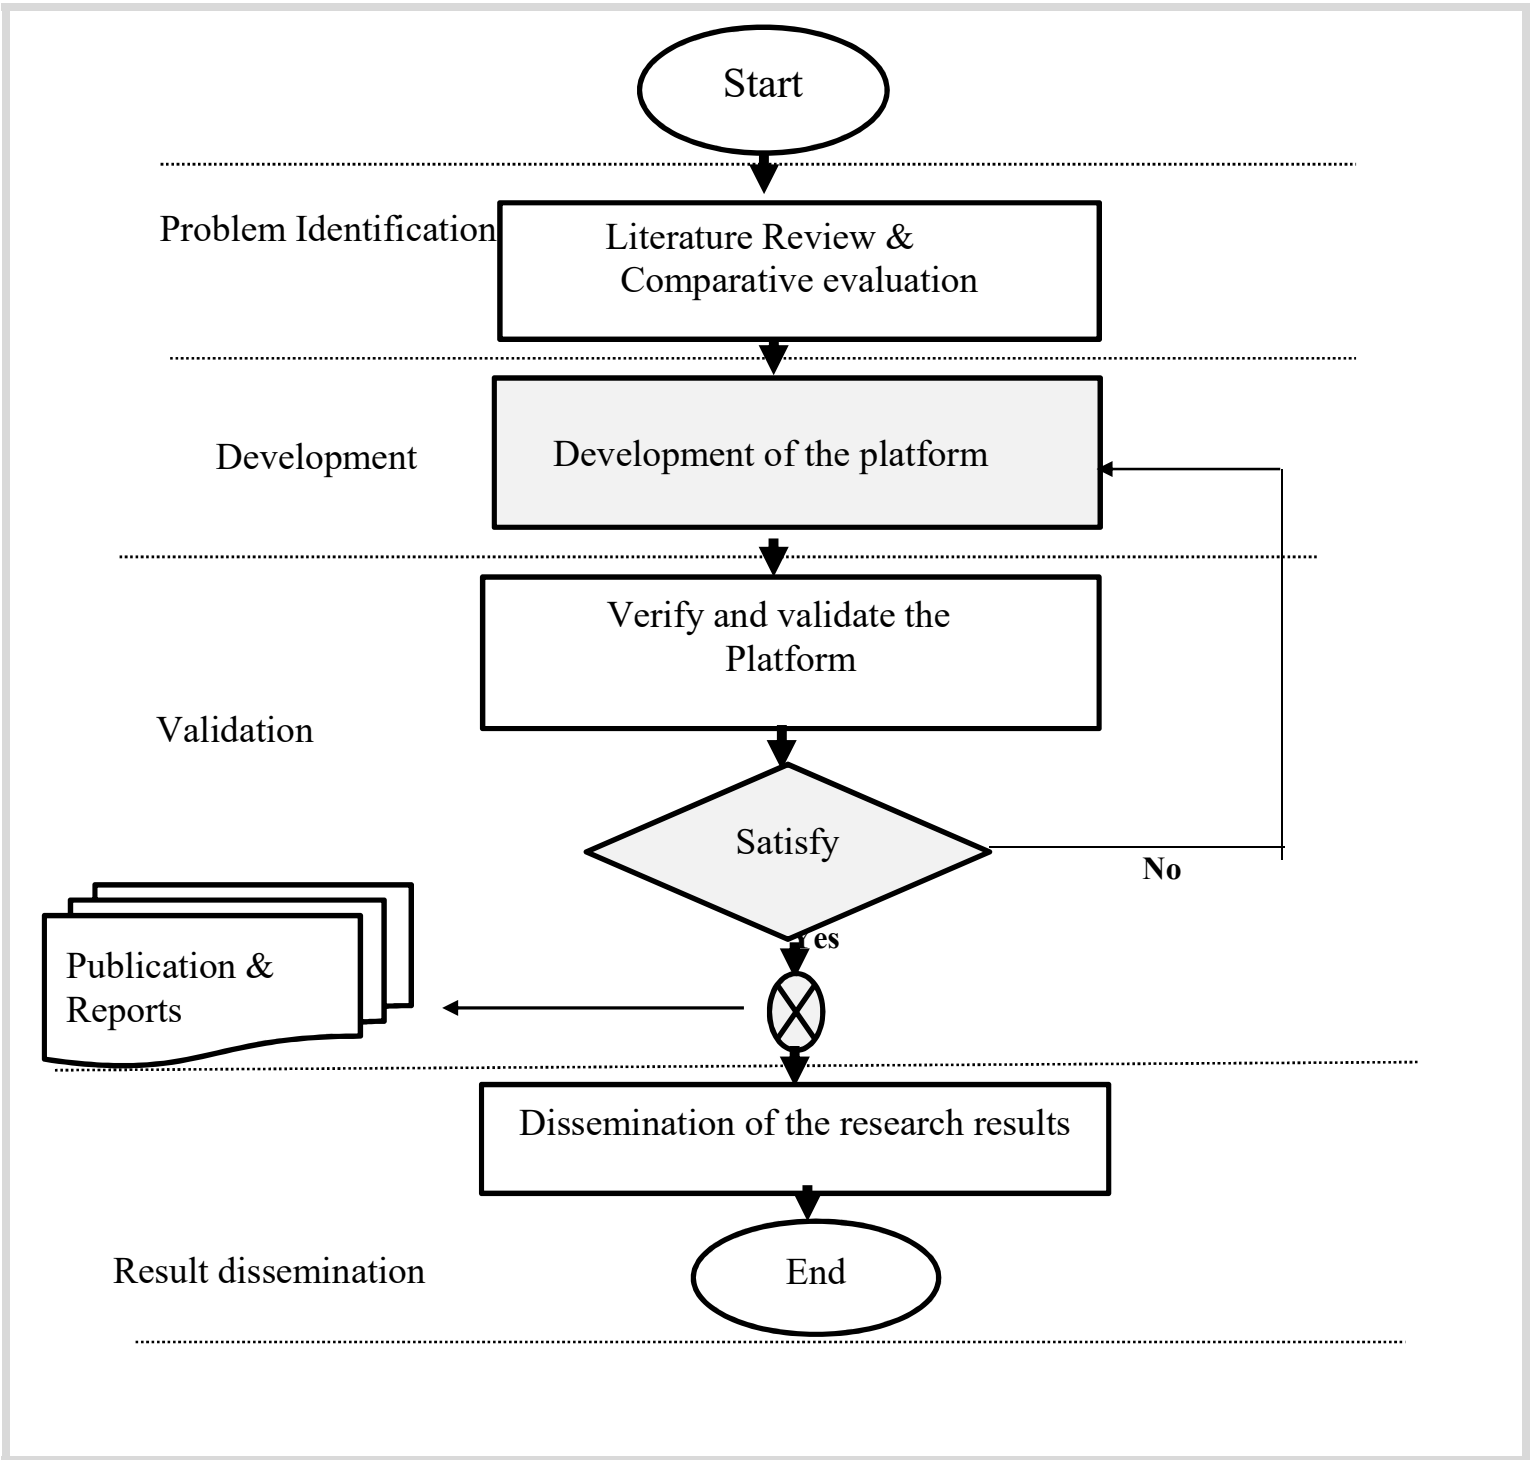 Start
Problem Identification
Literature Review &
Comparative evaluation
Development
Development of the platform
Verify and validate the
Platform
Validation
Satisfy
No
Yes
Publication &
Reports
Dissemination of the research results
Result dissemination
End